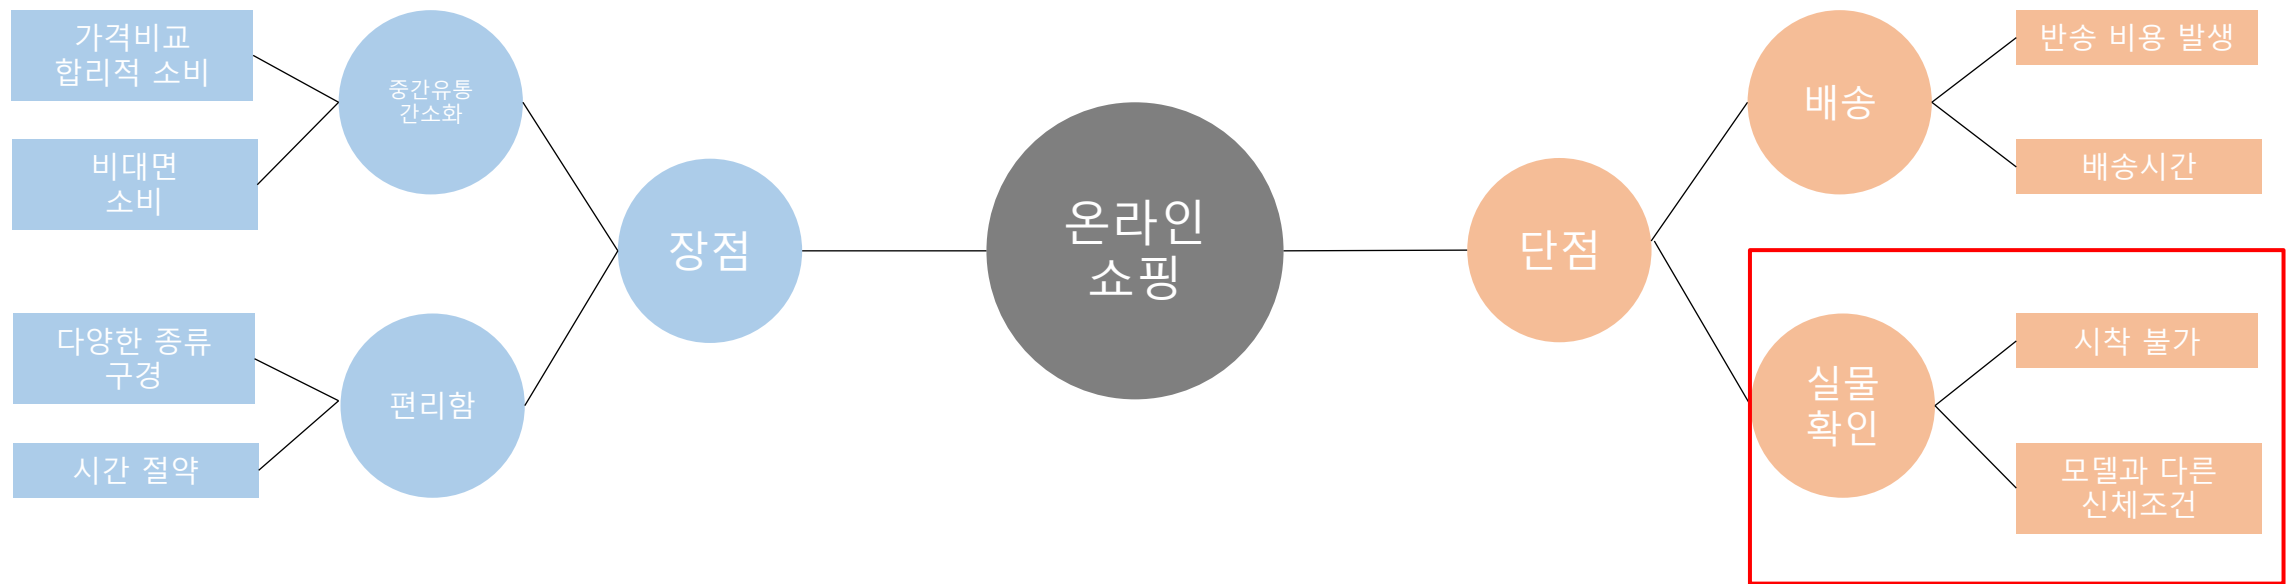 가격비교
합리적 소비
비대면
소비
중간유통
간소화
다양한 종류
구경
시간 절약
편리함
장점
온라인
쇼핑
단점
배송
반송 비용 발생
배송시간
실물
확인
시착 불가
모델과 다른
신체조건